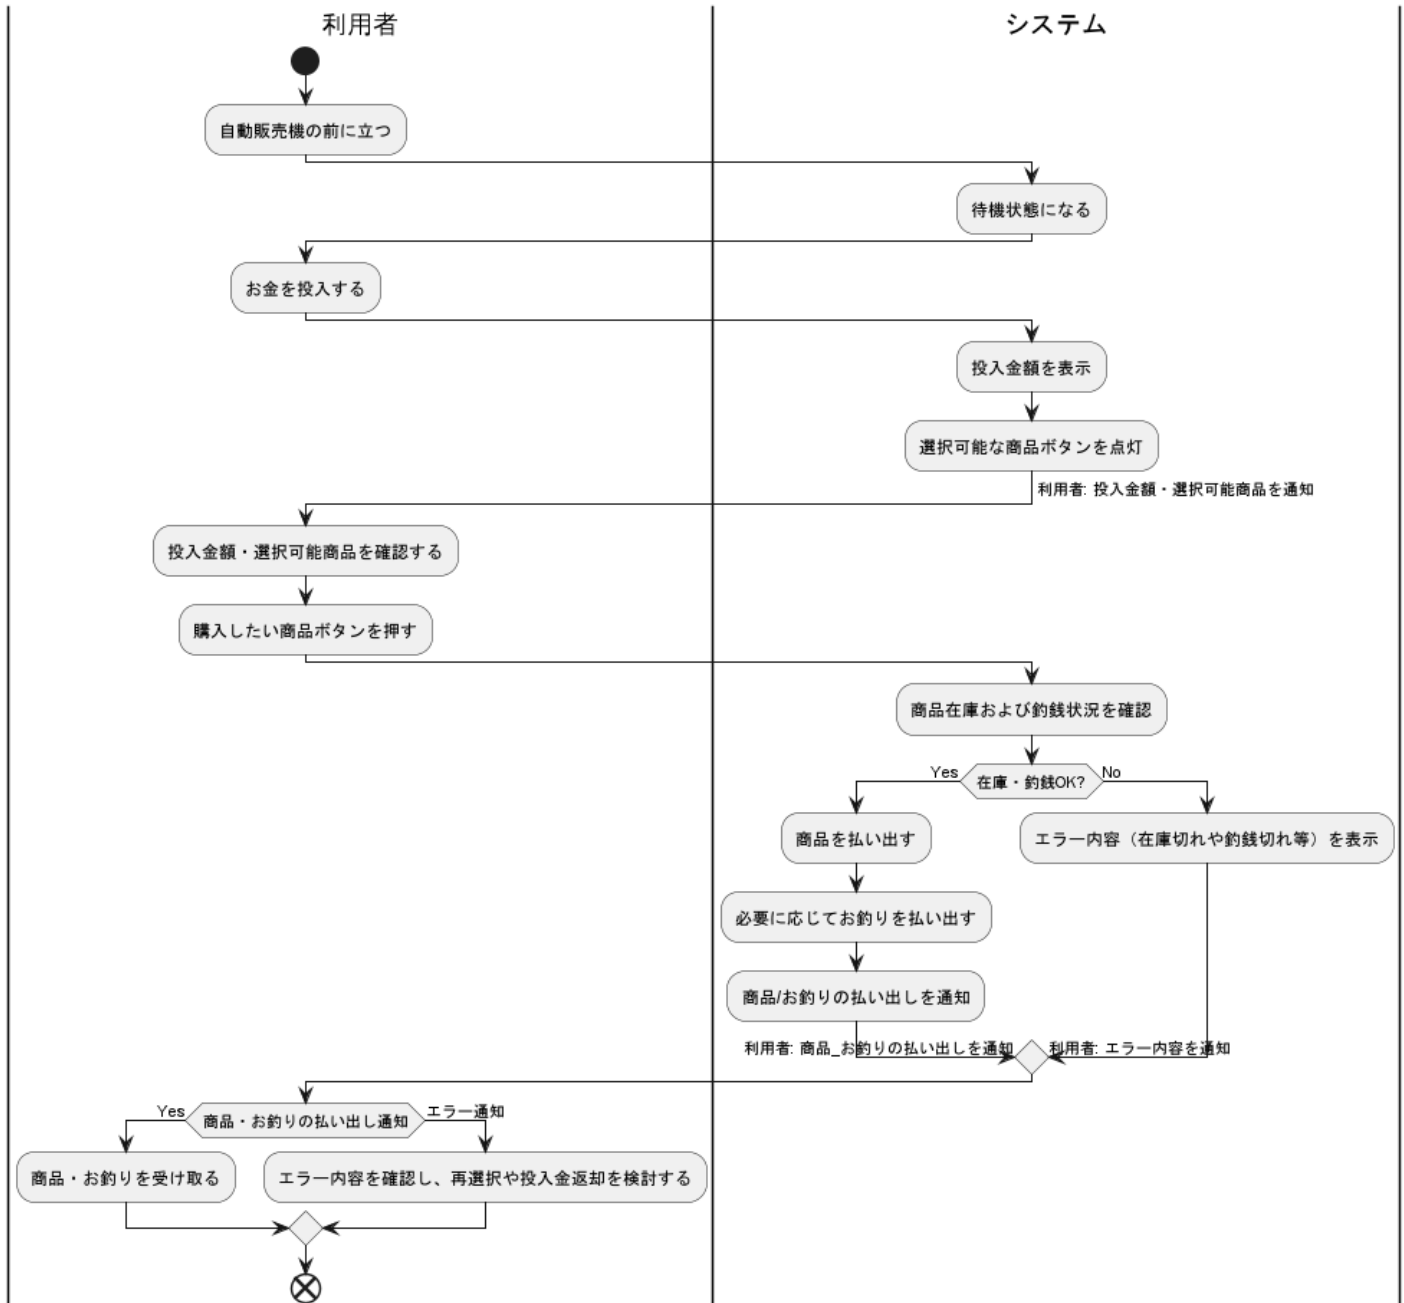 利用者
システム
自動販売機の前に立つ
待機状態になる
お金を投入する
投入金額を表示
選択可能な商品ボタンを点灯
利用者: 投入金額・選択可能商品を通知
投入金額・選択可能商品を確認する
購入したい商品ボタンを押す
商品在庫および釣銭状況を確認
Yes
在庫・釣銭OK?
No
商品を払い出す
エラー内容（在庫切れや釣銭切れ等）を表示
必要に応じてお釣りを払い出す
商品/お釣りの払い出しを通知
利用者: 商品_お釣りの払い出しを通知
利用者: エラー内容を通知
Yes
商品・お釣りの払い出し通知
エラー通知
商品・お釣りを受け取る
エラー内容を確認し、再選択や投入金返却を検討する